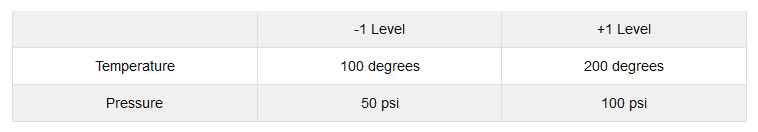 -1 Level +1 Level
Temperature 100 degrees 200 degrees
Pressure 50 psi 100 psi